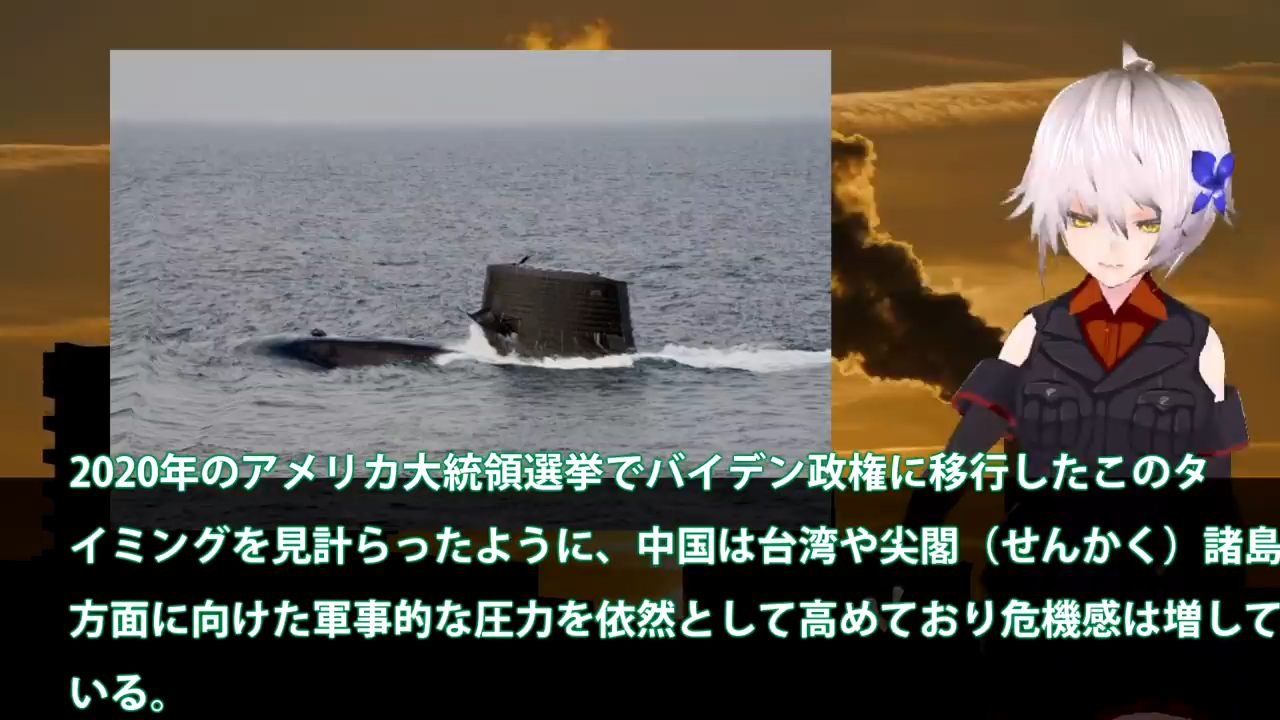 2020年のアメリカ大統領選挙でバイデン政権に移行したこのタ
イミングを見計らったように、中国は台湾や尖閣（せんかく）諸島
方面に向けた軍事的な圧力を依然として高めており危機感は増して
いる。